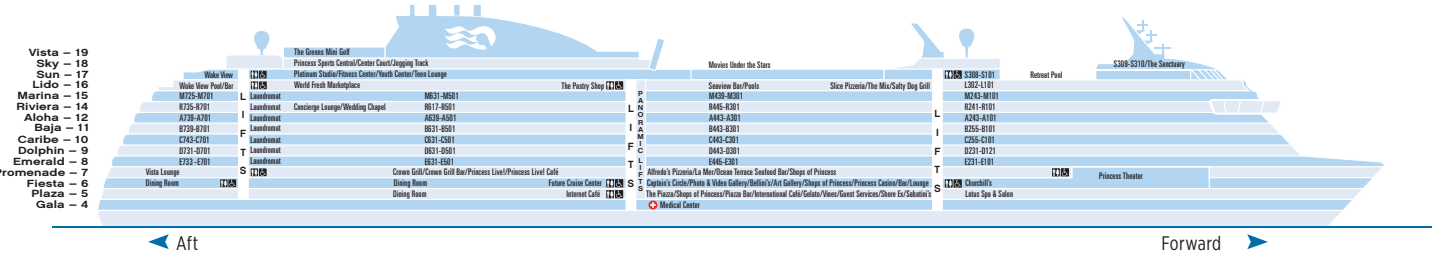 Vista – 19 The Greens Mini Golf
Sky – 18 Princess Sports Central/Center Court/Jogging Track Movies Under the Stars S309-S310/The Sanctuary
Sun – 17 Wake View Platinum Studio/Fitness Center/Youth Center/Teen Lounge S308-S101 Retreat Pool
Lido – 16 Wake View Pool/Bar World Fresh Marketplace The Pastry Shop Seaview Bar/Pools Slice Pizzeria/The Mix/Salty Dog Grill L302-L101
Marina – 15 M725-M701 Laundromat M631-M501 M439-M301 M243-M101
Riviera – 14 R735-R701 Laundromat Concierge Lounge/Wedding Chapel R617-R501 R445-R301 R241-R101
Aloha – 12 A739-A701 Laundromat A639-A501 A443-A301 A243-A101
Baja – 11 B739-B701 Laundromat B631-B501 B443-B301 B255-B101
Caribe – 10 C743-C701 Laundromat C631-C501 C443-C301 C255-C101
Dolphin – 9 D731-D701 Laundromat D631-D501 D443-D301 D231-D121
Emerald – 8 E733 -E701 Laundromat E631-E501 E445-E301 E231-E101
Promenade – 7 Vista Lounge Crown Grill/Crown Grill Bar/Princess Live!/Princess Live! Café Alfredo's Pizzeria/La Mer/Ocean Terrace Seafood Bar/Shops of Princess Princess Theater
Fiesta – 6 Dining Room Dining Room Future Cruise Center Captain's Circle/Photo & Video Gallery/Bellini's/Art Gallery/Shops of Princess/Princess Casino/Bar/Lounge Churchill's
Plaza – 5 Dining Room Internet Café The Piazza/Shops of Princess/Piazza Bar/International Café/Gelato/Vines/Guest Services/Shore Ex/Sabatini's Lotus Spa & Salon
Gala – 4 Medical Center
LIFTS
LIFTS
PANORAMIC LIFTS
LIFTS
Aft
Forward